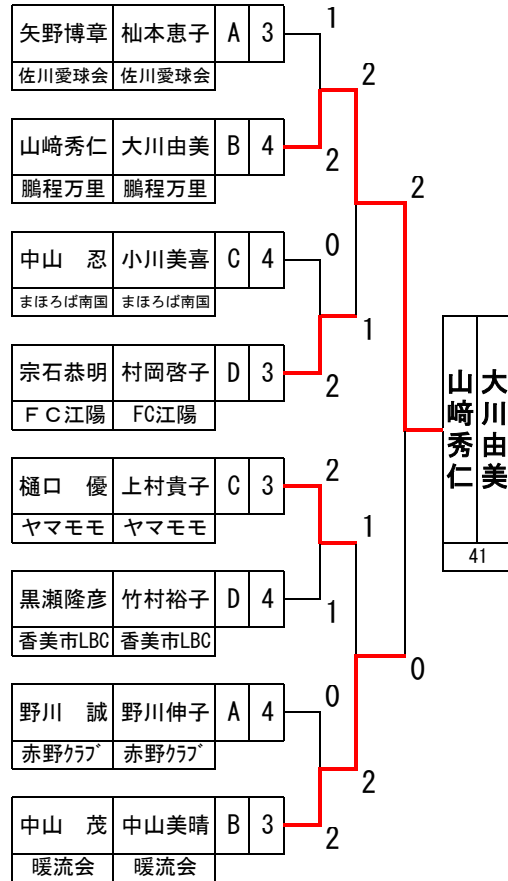 矢野博章 杣本恵子 A 3
佐川愛球会 佐川愛球会
1
2
山﨑秀仁 大川由美 B 4
鵬程万里 鵬程万里
2
2
中山　忍 小川美喜 C 4
まほろば南国 まほろば南国
0
1
宗石恭明 村岡啓子 D 3
ＦＣ江陽 FC江陽
2
山﨑秀仁
大川由美
41
樋口　優 上村貴子 C 3
ヤマモモ ヤマモモ
2
1
黒瀬隆彦 竹村裕子 D 4
香美市LBC 香美市LBC
1
0
野川　誠 野川伸子 A 4
赤野ｸﾗﾌﾞ 赤野ｸﾗﾌﾞ
0
2
中山　茂 中山美晴 B 3
暖流会 暖流会
2